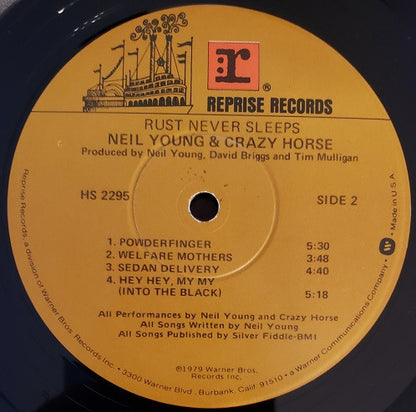 r®
REPRISE RECORDS
RUST NEVER SLEEPS
NEIL YOUNG & CRAZY HORSE
Produced by Neil Young, David Briggs and Tim Mulligan
HS 2295
SIDE 2
1. POWDERFINGER 5:30
2. WELFARE MOTHERS 3:48
3. SEDAN DELIVERY 4:40
4. HEY HEY, MY MY
(INTO THE BLACK) 5:18
All Performances by Neil Young and Crazy Horse
All Songs Written by Neil Young
All Songs Published by Silver Fiddle-BMI
©1979 Warner Bros.
Records Inc.
Reprise Records, a division of Warner Bros. Records Inc. • 3300 Warner Blvd., Burbank, Calif. 91510 • a Warner Communications Company. W • Made in U.S.A.